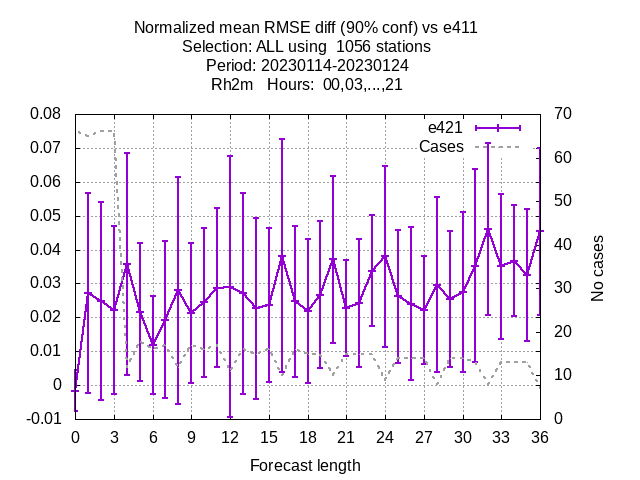 Normalized mean RMSE diff (90% conf) vs e411
Selection: ALL using  1056 stations
Period: 20230114-20230124
Rh2m   Hours:  00,03,...,21
0.08
0.07
0.06
0.05
0.04
0.03
0.02
0.01
0
-0.01
e421
Cases
70
60
50
40
30
20
10
0
No cases
0 3 6 9 12 15 18 21 24 27 30 33 36
Forecast length